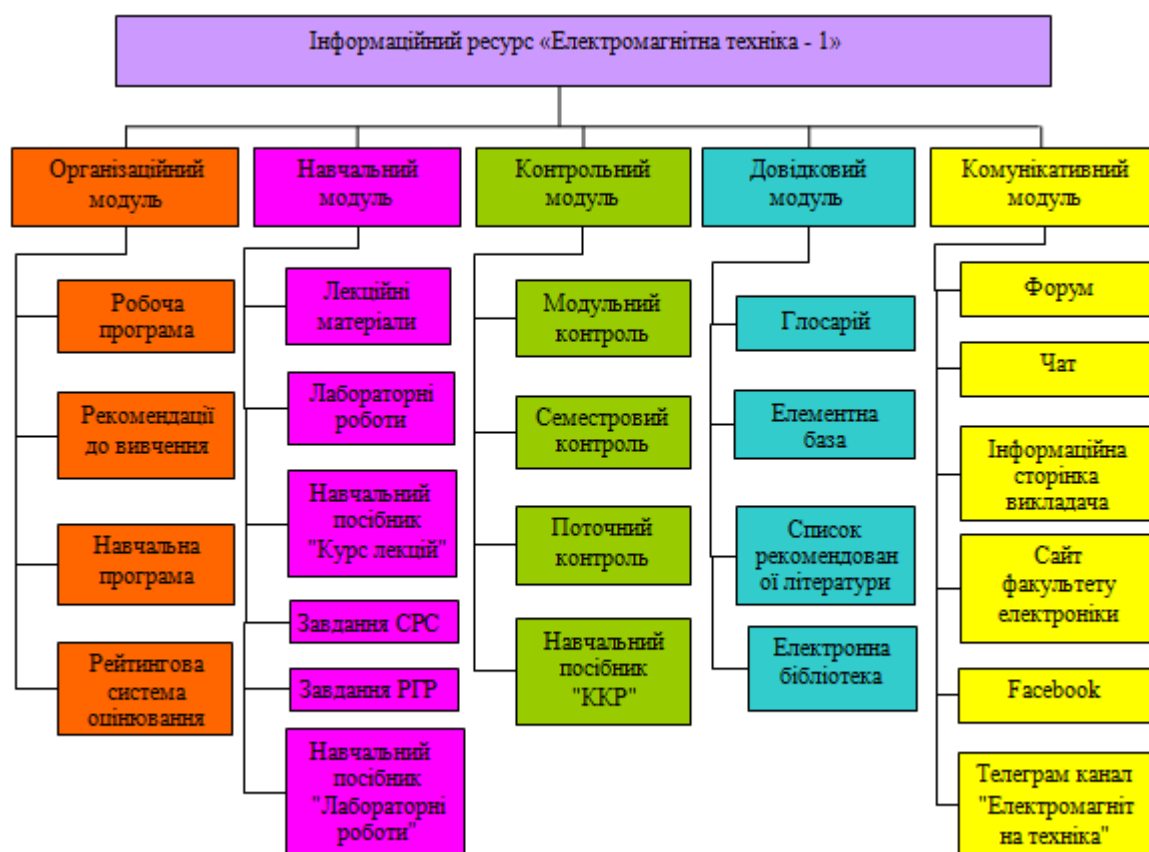 Інформаційний ресурс «Електромагнітна техніка - 1»
Організаційний
модуль
Робоча
програма
Рекомендації
до вивчення
Навчальна
програма
Рейтингова
система
оцінювання
Навчальний
модуль
Лекційні
матеріали
Лабораторні
роботи
Навчальний
посібник
"Курс лекцій"
Завдання СРС
Завдання РГР
Навчальний
посібник
"Лабораторні
роботи"
Контрольний
модуль
Модульний
контроль
Семестровий
контроль
Поточний
контроль
Навчальний
посібник
"ККР"
Довідковий
модуль
Глосарій
Елементна
база
Список
рекомендован
ої літератури
Електронна
бібліотека
Комунікативний
модуль
Форум
Чат
Інформаційна
сторінка
викладача
Сайт
факультету
електроніки
Facebook
Телеграм канал
"Електромагніт
на техніка"